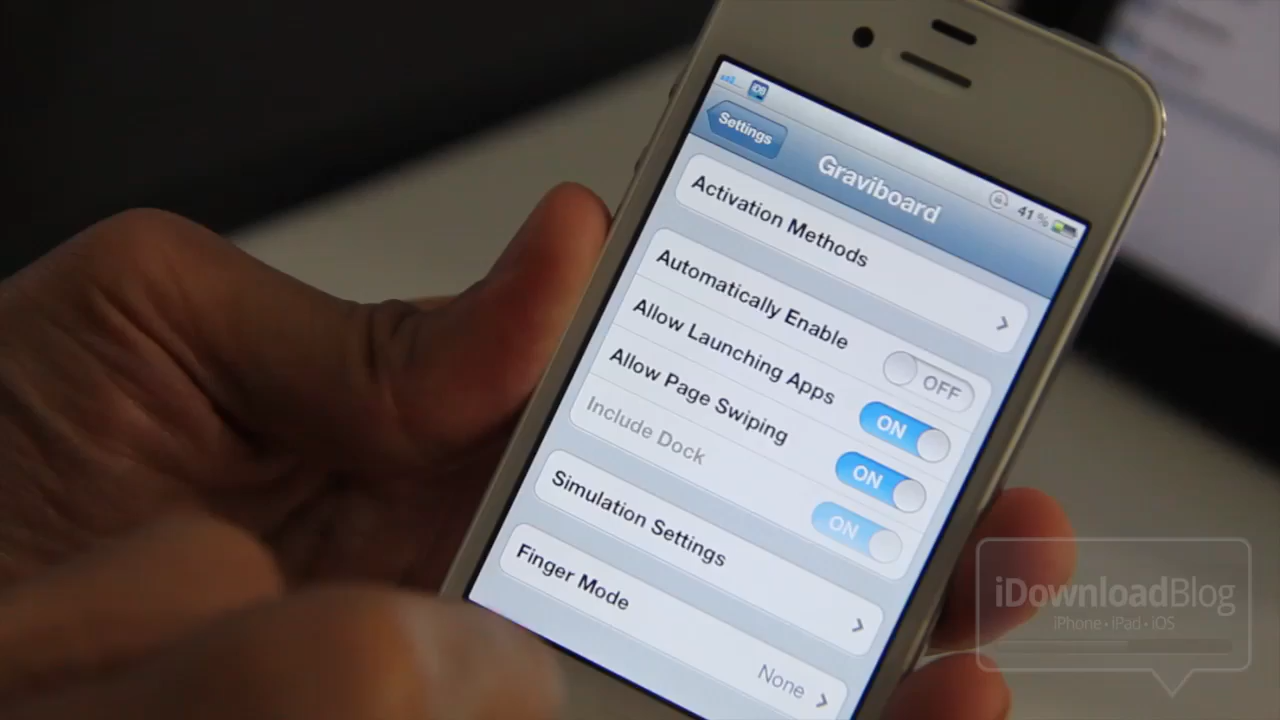 iDB
41%
Settings
Graviboard
Activation Methods
Automatically Enable
OFF
Allow Launching Apps
ON
Allow Page Swiping
ON
Include Dock
ON
Simulation Settings
Finger Mode
None
iDownloadBlog
iPhone • iPad • iOS